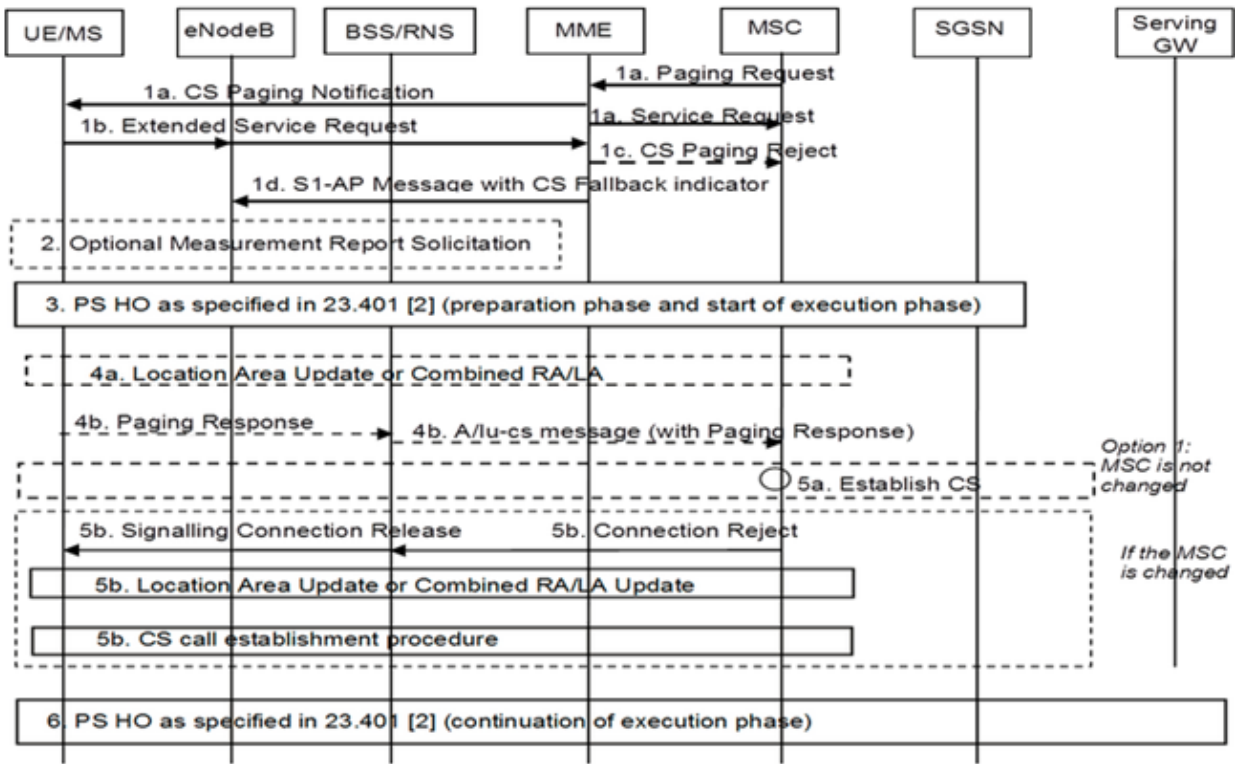 UE/MS
eNodeB
BSS/RNS
MME
MSC
SGSN
Serving
GW
1a. Paging Request
1a. CS Paging Notification
1a. Service Request
1b. Extended Service Request
1c. CS Paging Reject
1d. S1-AP Message with CS Fallback indicator
2. Optional Measurement Report Solicitation
3. PS HO as specified in 23.401 [2] (preparation phase and start of execution phase)
4a. Location Area Update or Combined RA/LA
4b. Paging Response
4b. A/Iu-cs message (with Paging Response)
Option 1:
MSC is not
changed
5a. Establish CS
5b. Signalling Connection Release
5b. Connection Reject
If the MSC
is changed
5b. Location Area Update or Combined RA/LA Update
5b. CS call establishment procedure
6. PS HO as specified in 23.401 [2] (continuation of execution phase)